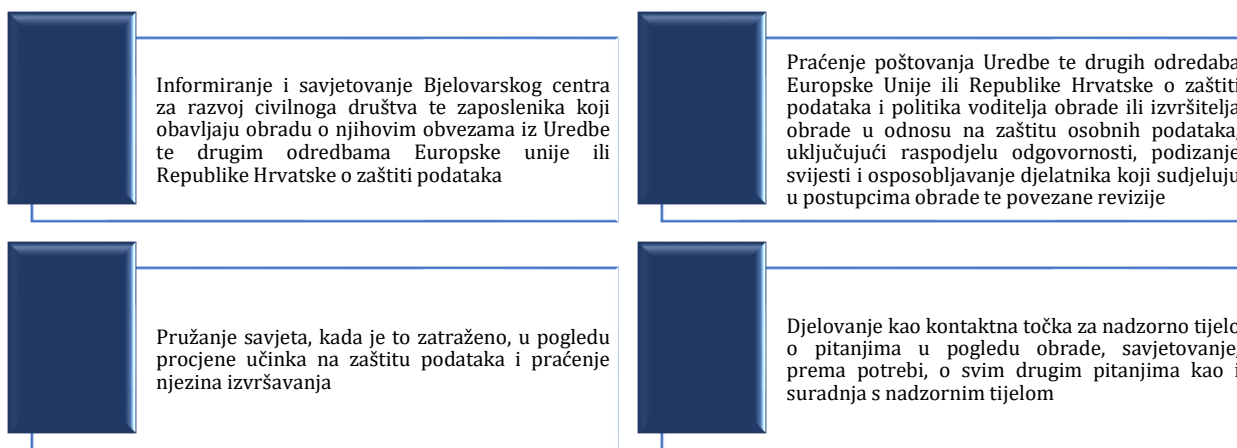 Informiranje i savjetovanje Bjelovarskog centra
za razvoj civilnoga društva te zaposlenika koji
obavljaju obradu o njihovim obvezama iz Uredbe
te drugim odredbama Europske unije ili
Republike Hrvatske o zaštiti podataka
Praćenje poštovanja Uredbe te drugih odredaba
Europske Unije ili Republike Hrvatske o zaštiti
podataka i politika voditelja obrade ili izvršitelja
obrade u odnosu na zaštitu osobnih podataka,
uključujući raspodjelu odgovornosti, podizanje
svijesti i osposobljavanje djelatnika koji sudjeluju
u postupcima obrade te povezane revizije
Pružanje savjeta, kada je to zatraženo, u pogledu
procjene učinka na zaštitu podataka i praćenje
njezina izvršavanja
Djelovanje kao kontaktna točka za nadzorno tijelo
o pitanjima u pogledu obrade, savjetovanje,
prema potrebi, o svim drugim pitanjima kao i
suradnja s nadzornim tijelom